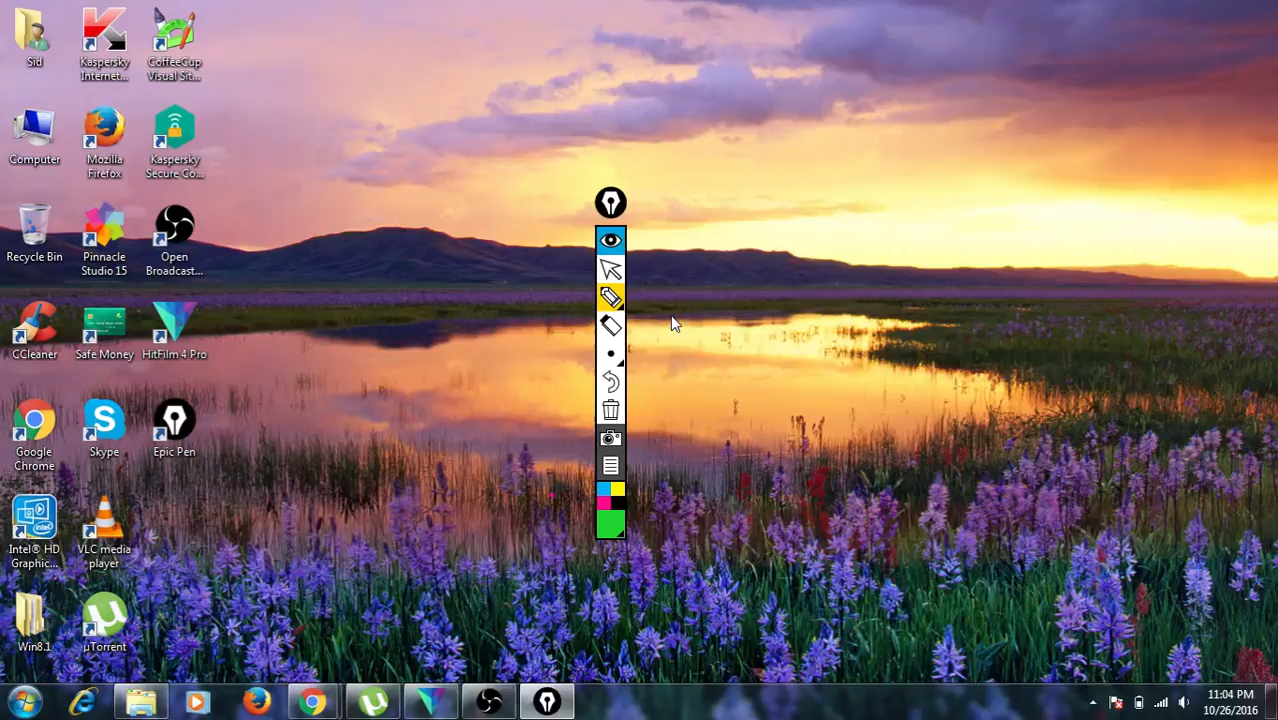 Sid
Kaspersky
Internet...
CoffeeCup
Visual Sit...
Computer
Mozilla
Firefox
Kaspersky
Secure Co...
Recycle Bin
Pinnacle
Studio 15
Open
Broadcast...
CCleaner
Safe Money
HitFilm 4 Pro
Google
Chrome
Skype
Epic Pen
Intel® HD
Graphic...
VLC media
player
Win8.1
µTorrent
11:04 PM
10/26/2016